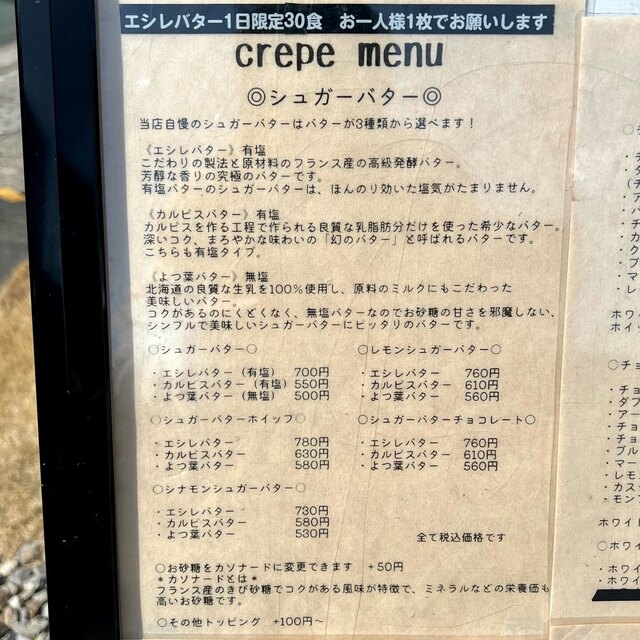 エシレバター1日限定30食 お一人様1枚でお願いします
crepe menu
◎シュガーバター◎
当店自慢のシュガーバターはバターが3種類から選べます！
《エシレバター》有塩
こだわりの製法と原材料のフランス産の高級発酵バター。
芳醇な香りの究極のバターです。
有塩バターのシュガーバターは、ほんのり効いた塩気がたまりません。
《カルピスバター》有塩
カルピスを作る工程で作られる良質な乳脂肪分だけを使った希少なバター。
深いコク、まろやかな味わいの「幻のバター」と呼ばれるバターです。
こちらも有塩タイプ。
《よつ葉バター》無塩
北海道の良質な生乳を100%使用し、原料のミルクにもこだわった
美味しいバター。
コクがあるのにくどくなく、無塩バターなのでお砂糖の甘さを邪魔しない、
シンプルで美味しいシュガーバターにピッタリのバターです。
○シュガーバター○
・エシレバター（有塩） 700円
・カルピスバター（有塩） 550円
・よつ葉バター（無塩） 500円
○レモンシュガーバター○
・エシレバター 760円
・カルピスバター 610円
・よつ葉バター 560円
○シュガーバターホイップ○
・エシレバター 780円
・カルピスバター 630円
・よつ葉バター 580円
○シュガーバターチョコレート○
・エシレバター 760円
・カルピスバター 610円
・よつ葉バター 560円
○シナモンシュガーバター○
・エシレバター 730円
・カルピスバター 580円
・よつ葉バター 530円
全て税込価格です
○お砂糖をカソナードに変更できます +50円
*カソナードとは*
フランス産のきび砂糖でコクがある風味が特徴で、ミネラルなどの栄養価も
高いお砂糖です。
○その他トッピング +100円〜